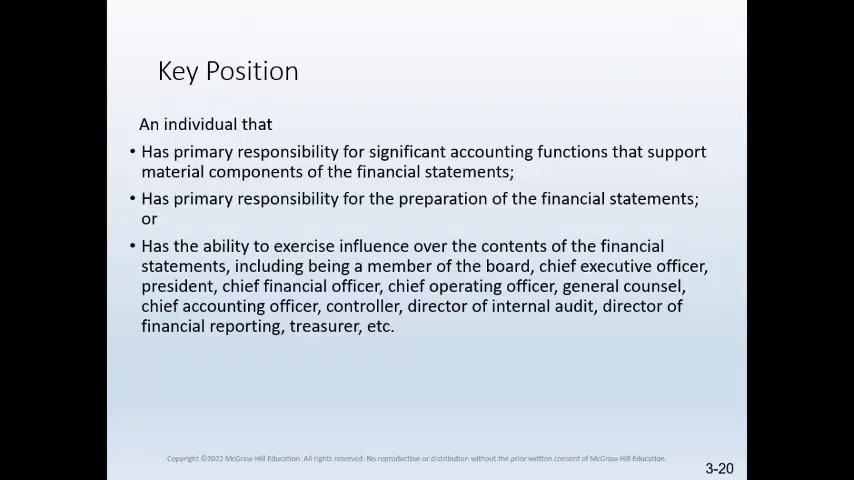 Key Position
An individual that
• Has primary responsibility for significant accounting functions that support
material components of the financial statements;
• Has primary responsibility for the preparation of the financial statements;
or
• Has the ability to exercise influence over the contents of the financial
statements, including being a member of the board, chief executive officer,
president, chief financial officer, chief operating officer, general counsel,
chief accounting officer, controller, director of internal audit, director of
financial reporting, treasurer, etc.
Copyright ©2022 McGraw Hill Education. All rights reserved. No reproduction or distribution without the prior written consent of McGraw-Hill Education.
3-20